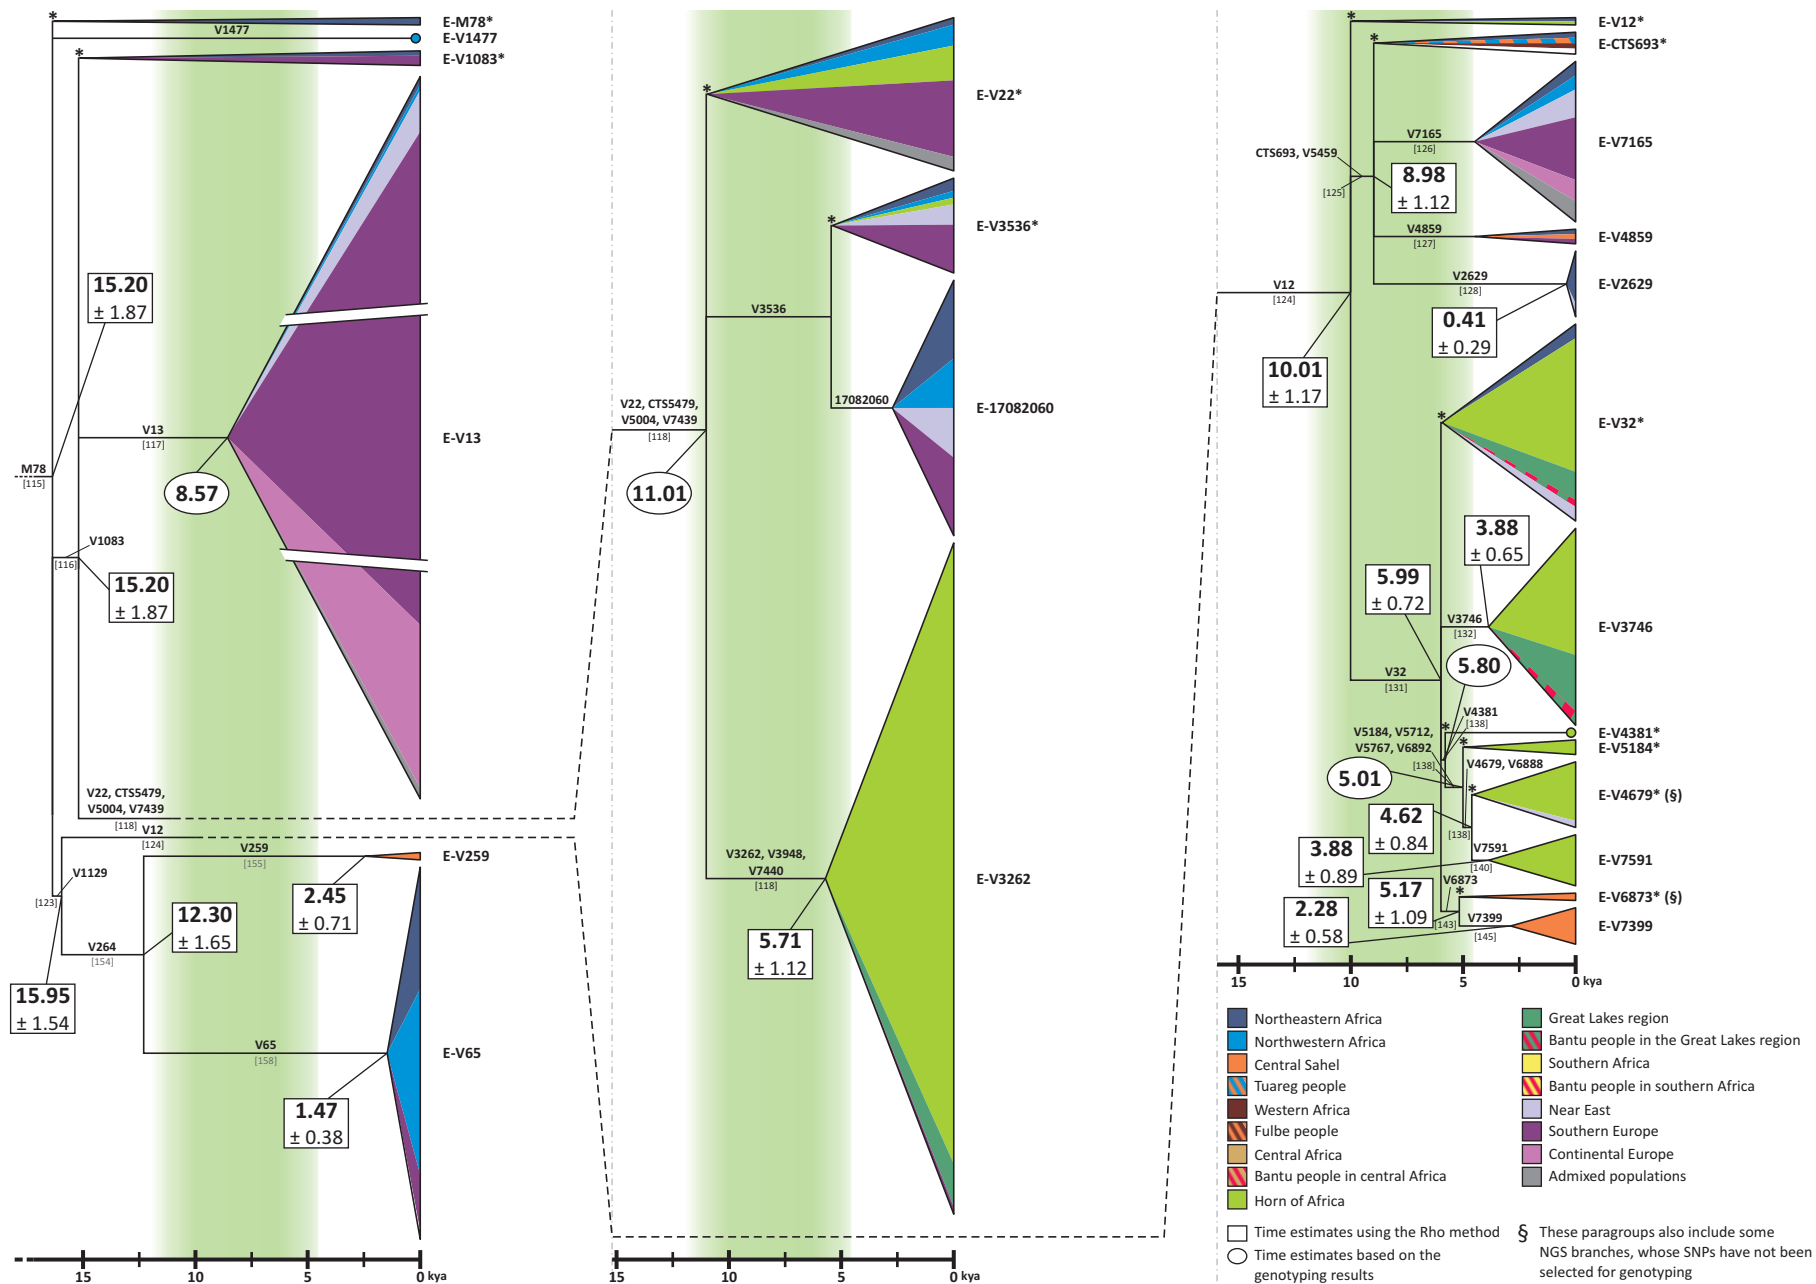 E-M78*
V1477
E-V1477
E-V1083*
15.20
± 1.87
V13
[117]
E-V13
8.57
M78
[115]
V1083
[116]
15.20
± 1.87
V22, CTS5479,
V5004, V7439
[118]
V12
[124]
V259
[155]
E-V259
V1129
[123]
2.45
± 0.71
12.30
± 1.65
V264
[154]
15.95
± 1.54
V65
[158]
E-V65
1.47
± 0.38
15 10 5 0 kya
E-V22*
E-V3536*
V3536
V22, CTS5479,
V5004, V7439
[118]
17082060
E-17082060
11.01
V3262, V3948,
V7440
[118]
E-V3262
5.71
± 1.12
15 10 5 0 kya
E-V12*
E-CTS693*
V7165
[126]
E-V7165
CTS693, V5459
[125]
8.98
± 1.12
V4859
[127]
E-V4859
V2629
[128]
E-V2629
V12
[124]
0.41
± 0.29
10.01
± 1.17
E-V32*
3.88
± 0.65
5.99
± 0.72
V3746
[132]
E-V3746
5.80
V32
[131]
V4381
[138]
E-V4381*
V5184, V5712,
V5767, V6892
[138]
E-V5184*
V4679, V6888
[138]
5.01
E-V4679* (§)
4.62
± 0.84
V7591
[140]
E-V7591
3.88
± 0.89
V6873
[143]
E-V6873* (§)
5.17
± 1.09
2.28
± 0.58
V7399
[145]
E-V7399
15 10 5 0 kya
Northeastern Africa
Northwestern Africa
Central Sahel
Tuareg people
Western Africa
Fulbe people
Central Africa
Bantu people in central Africa
Horn of Africa
Great Lakes region
Bantu people in the Great Lakes region
Southern Africa
Bantu people in southern Africa
Near East
Southern Europe
Continental Europe
Admixed populations
Time estimates using the Rho method
Time estimates based on the
genotyping results
§ These paragroups also include some
NGS branches, whose SNPs have not been
selected for genotyping